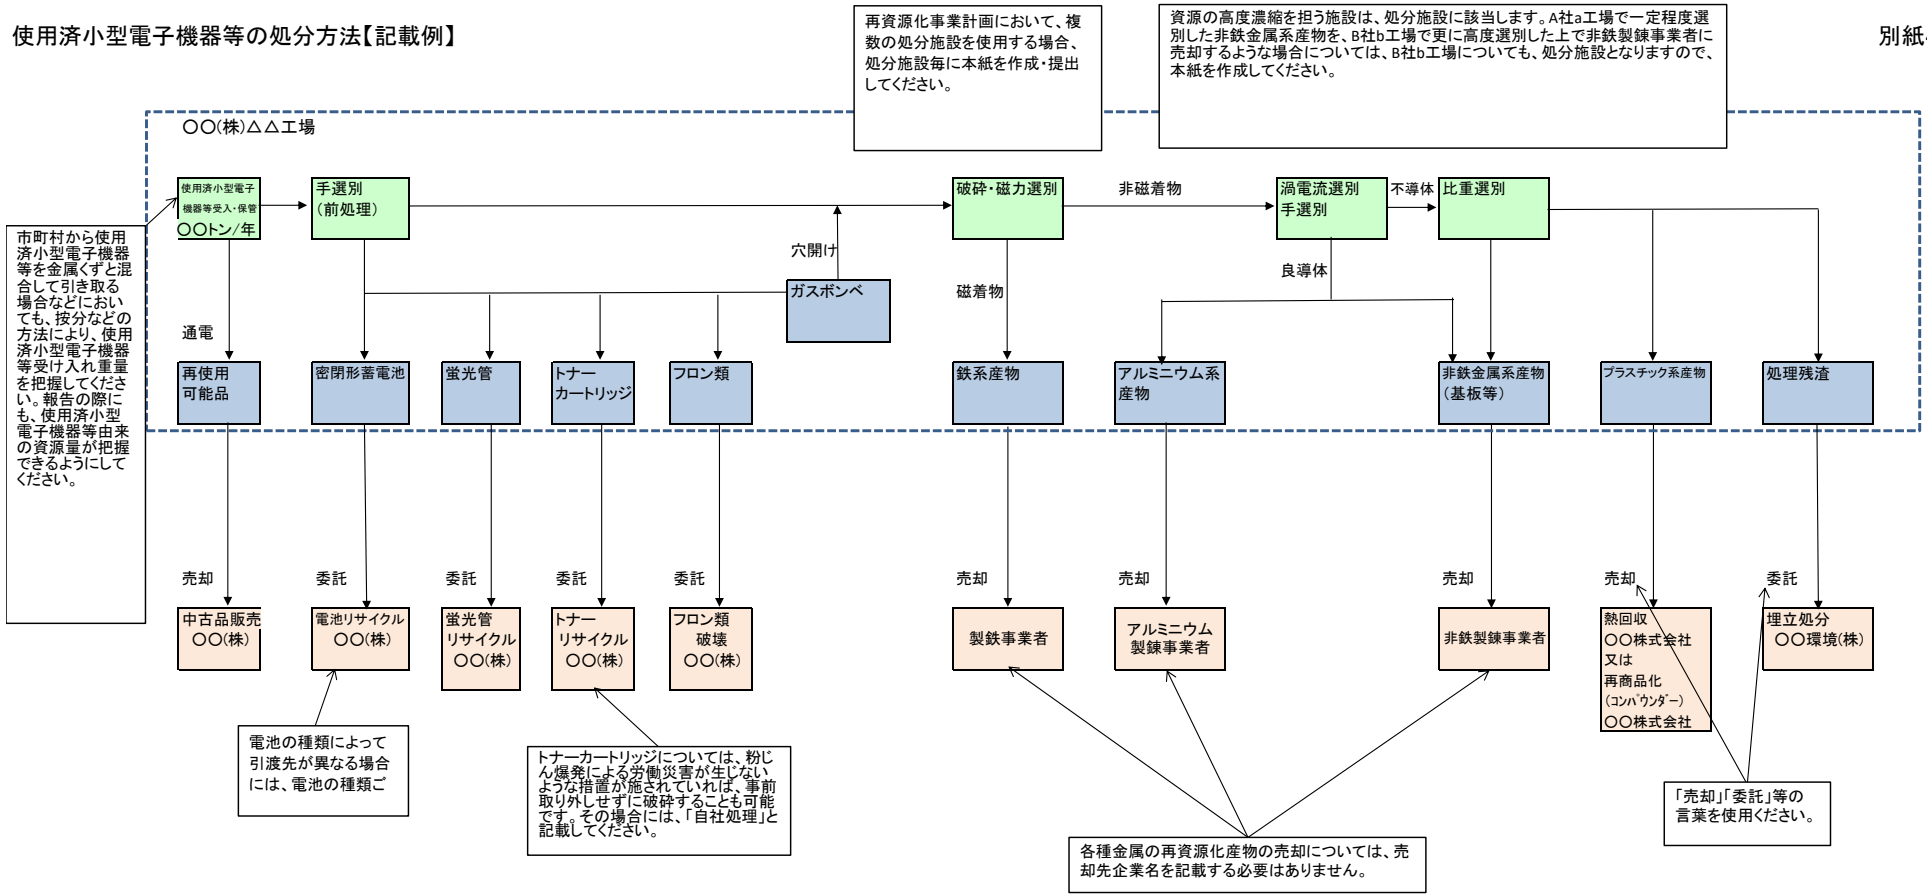 使用済小型電子機器等の処分方法【記載例】
再資源化事業計画において、複
数の処分施設を使用する場合、
処分施設毎に本紙を作成・提出
してください。
資源の高度濃縮を担う施設は、処分施設に該当します。A社a工場で一定程度選
別した非鉄金属系産物を、B社b工場で更に高度選別した上で非鉄製錬事業者に
売却するような場合については、B社b工場についても、処分施設となりますので、
本紙を作成してください。
別紙
〇〇(株)△△工場
使用済小型電子
機器等受入・保管
〇〇トン/年
手選別
(前処理)
破砕・磁力選別
非磁着物
渦電流選別
手選別
不導体
比重選別
市町村から使用
済小型電子機器
等を金属くずと混
合して引き取る
場合などにおい
ても、按分などの
方法により、使用
済小型電子機器
等受け入れ重量
を把握してくださ
い。報告の際に
も、使用済小型
電子機器等由来
の資源量が把握
できるようにして
ください。
穴開け
ガスボンベ
磁着物
良導体
通電
再使用
可能品
密閉形蓄電池
蛍光管
トナー
カートリッジ
フロン類
鉄系産物
アルミニウム系
産物
非鉄金属系産物
(基板等)
プラスチック系産物
処理残渣
売却
委託
委託
委託
委託
売却
売却
売却
売却
委託
中古品販売
〇〇(株)
電池リサイクル
〇〇(株)
蛍光管
リサイクル
〇〇(株)
トナー
リサイクル
〇〇(株)
フロン類
破壊
〇〇(株)
製鉄事業者
アルミニウム
製錬事業者
非鉄製錬事業者
熱回収
〇〇株式会社
又は
再商品化
(コンパウンダー)
〇〇株式会社
埋立処分
〇〇環境(株)
電池の種類によって
引渡先が異なる場合
には、電池の種類ご
トナーカートリッジについては、粉じ
ん爆発による労働災害が生じない
ような措置が施されていれば、事前
取り外しせずに破砕することも可能
です。その場合には、「自社処理」と
記載してください。
各種金属の再資源化産物の売却については、売
却先企業名を記載する必要はありません。
「売却」「委託」等の
言葉を使用ください。